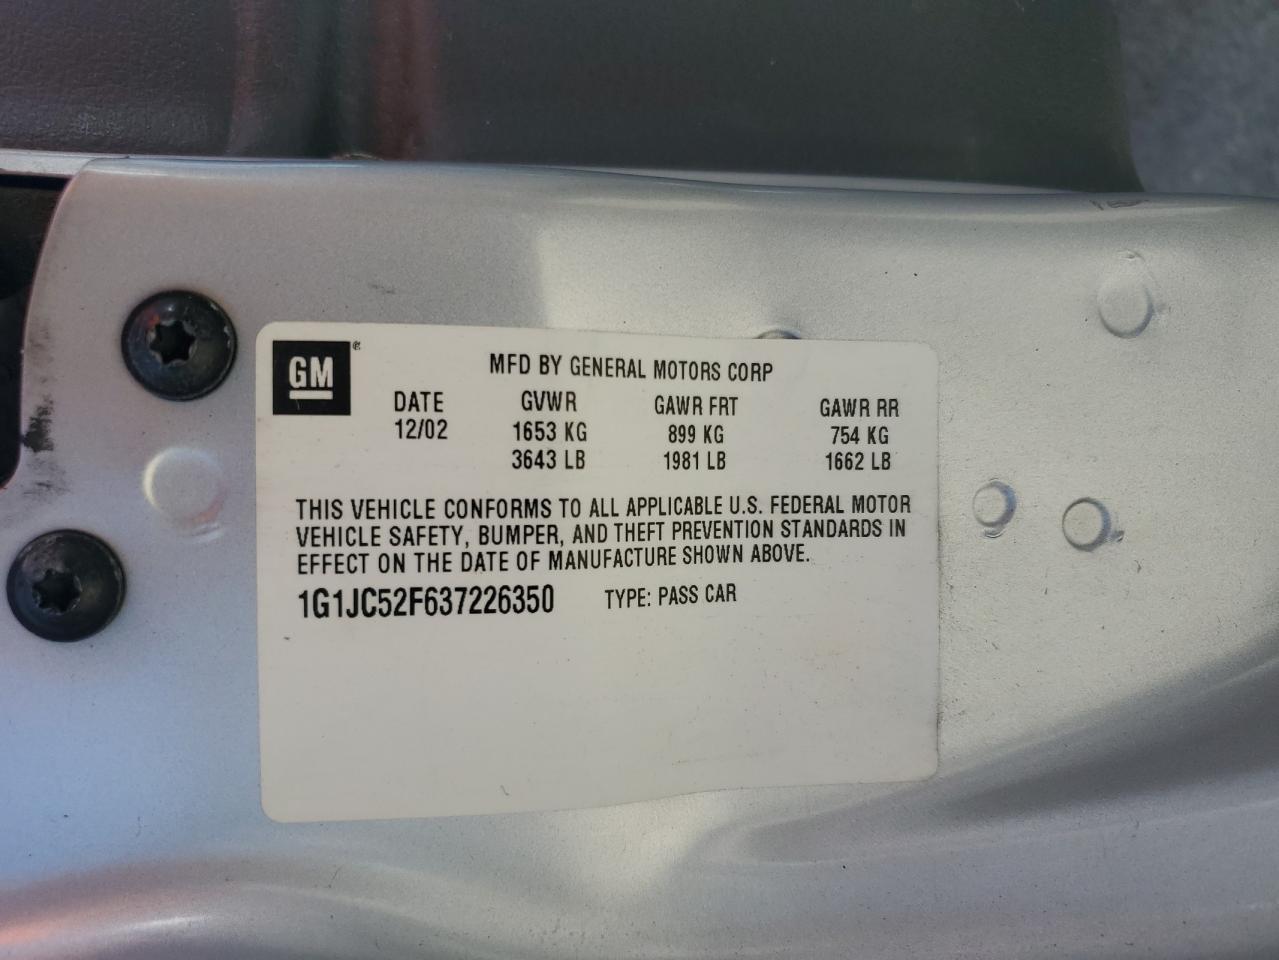 GM
MFD BY GENERAL MOTORS CORP
DATE GVWR GAWR FRT GAWR RR
12/02 1653 KG 899 KG 754 KG
3643 LB 1981 LB 1662 LB
THIS VEHICLE CONFORMS TO ALL APPLICABLE U.S. FEDERAL MOTOR
VEHICLE SAFETY, BUMPER, AND THEFT PREVENTION STANDARDS IN
EFFECT ON THE DATE OF MANUFACTURE SHOWN ABOVE.
1G1JC52F637226350 TYPE: PASS CAR